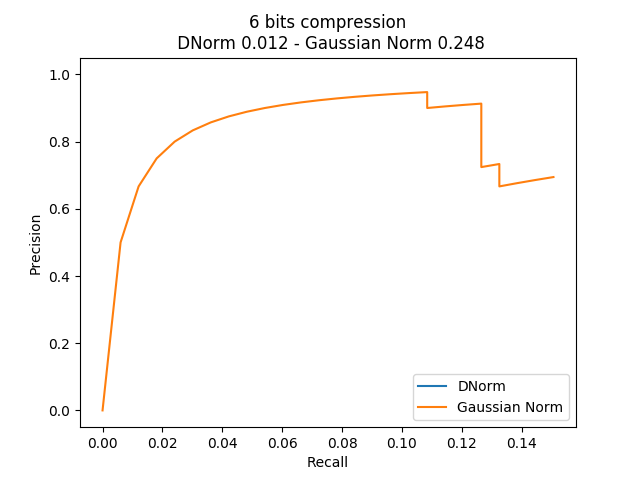 6 bits compression
DNorm 0.012 - Gaussian Norm 0.248
1.0
0.8
0.6
0.4
0.2
0.0
Precision
0.00 0.02 0.04 0.06 0.08 0.10 0.12 0.14
Recall
DNorm
Gaussian Norm